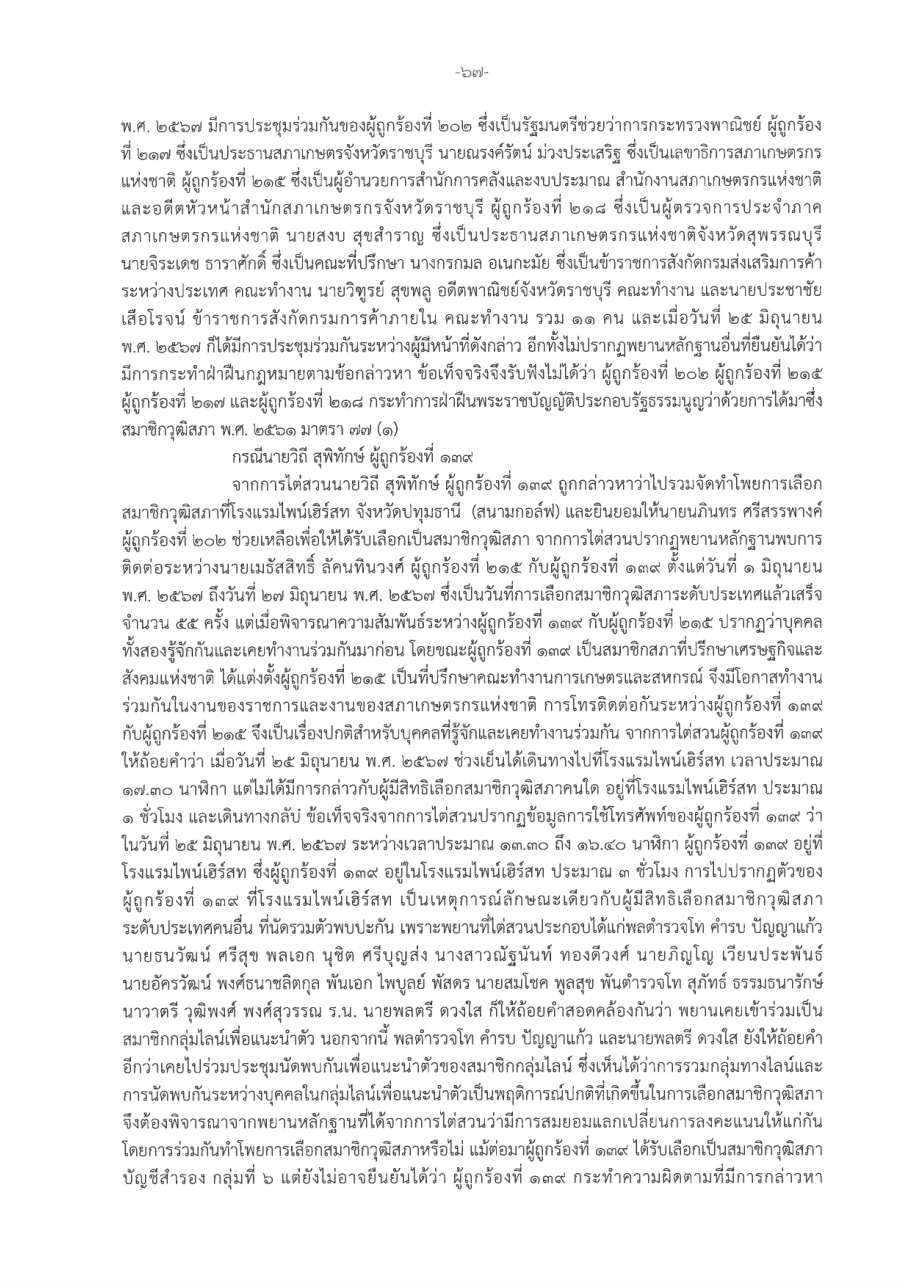 -๖๗-
พ.ศ. ๒๕๖๗ มีการประชุมร่วมกันของผู้ถูกร้องที่ ๒๐๒ ซึ่งเป็นรัฐมนตรีช่วยว่าการกระทรวงพาณิชย์ ผู้ถูกร้อง
ที่ ๒๑๗ ซึ่งเป็นประธานสภาเกษตรจังหวัดราชบุรี นายณรงค์รัตน์ ม่วงประเสริฐ ซึ่งเป็นเลขาธิการสภาเกษตรกร
แห่งชาติ ผู้ถูกร้องที่ ๒๑๕ ซึ่งเป็นผู้อำนวยการสำนักการคลังและงบประมาณ สำนักงานสภาเกษตรกรแห่งชาติ
และอดีตหัวหน้าสำนักสภาเกษตรกรจังหวัดราชบุรี ผู้ถูกร้องที่ ๒๑๘ ซึ่งเป็นผู้ตรวจการประจำภาค
สภาเกษตรกรแห่งชาติ นายสงบ สุขสำราญ ซึ่งเป็นประธานสภาเกษตรกรแห่งชาติจังหวัดสุพรรณบุรี
นายจิระเดช ธาราศักดิ์ ซึ่งเป็นคณะที่ปรึกษา นางกรกมล อเนกะมัย ซึ่งเป็นข้าราชการสังกัดกรมส่งเสริมการค้า
ระหว่างประเทศ คณะทำงาน นายวิฑูรย์ สุขพลู อดีตพาณิชย์จังหวัดราชบุรี คณะทำงาน และนายประชาชัย
เสือโรจน์ ข้าราชการสังกัดกรมการค้าภายใน คณะทำงาน รวม ๑๑ คน และเมื่อวันที่ ๒๕ มิถุนายน
พ.ศ. ๒๕๖๗ ก็ได้มีการประชุมร่วมกันระหว่างผู้มีหน้าที่ดังกล่าว อีกทั้งไม่ปรากฏพยานหลักฐานอื่นที่ยืนยันได้ว่า
มีการกระทำฝ่าฝืนกฎหมายตามข้อกล่าวหา ข้อเท็จจริงจึงรับฟังไม่ได้ว่า ผู้ถูกร้องที่ ๒๐๒ ผู้ถูกร้องที่ ๒๑๕
ผู้ถูกร้องที่ ๒๑๗ และผู้ถูกร้องที่ ๒๑๘ กระทำการฝ่าฝืนพระราชบัญญัติประกอบรัฐธรรมนูญว่าด้วยการได้มาซึ่ง
สมาชิกวุฒิสภา พ.ศ. ๒๕๖๑ มาตรา ๗๗ (๑)
กรณีนายวิถี สุพิทักษ์ ผู้ถูกร้องที่ ๑๓๙
จากการไต่สวนนายวิถี สุพิทักษ์ ผู้ถูกร้องที่ ๑๓๙ ถูกกล่าวหาว่าไปรวมจัดทำโพยการเลือก
สมาชิกวุฒิสภาที่โรงแรมไพน์เฮิร์สท จังหวัดปทุมธานี (สนามกอล์ฟ) และยินยอมให้นายนภินทร ศรีสรรพางค์
ผู้ถูกร้องที่ ๒๐๒ ช่วยเหลือเพื่อให้ได้รับเลือกเป็นสมาชิกวุฒิสภา จากการไต่สวนปรากฏพยานหลักฐานพบการ
ติดต่อระหว่างนายเมธัสสิทธิ์ ลัคนทินวงศ์ ผู้ถูกร้องที่ ๒๑๕ กับผู้ถูกร้องที่ ๑๓๙ ตั้งแต่วันที่ ๑ มิถุนายน
พ.ศ. ๒๕๖๗ ถึงวันที่ ๒๗ มิถุนายน พ.ศ. ๒๕๖๗ ซึ่งเป็นวันที่การเลือกสมาชิกวุฒิสภาระดับประเทศแล้วเสร็จ
จำนวน ๕๕ ครั้ง แต่เมื่อพิจารณาความสัมพันธ์ระหว่างผู้ถูกร้องที่ ๑๓๙ กับผู้ถูกร้องที่ ๒๑๕ ปรากฏว่าบุคคล
ทั้งสองรู้จักกันและเคยทำงานร่วมกันมาก่อน โดยขณะผู้ถูกร้องที่ ๑๓๙ เป็นสมาชิกสภาที่ปรึกษาเศรษฐกิจและ
สังคมแห่งชาติ ได้แต่งตั้งผู้ถูกร้องที่ ๒๑๕ เป็นที่ปรึกษาคณะทำงานการเกษตรและสหกรณ์ จึงมีโอกาสทำงาน
ร่วมกันในงานของราชการและงานของสภาเกษตรกรแห่งชาติ การโทรติดต่อกันระหว่างผู้ถูกร้องที่ ๑๓๙
กับผู้ถูกร้องที่ ๒๑๕ จึงเป็นเรื่องปกติสำหรับบุคคลที่รู้จักและเคยทำงานร่วมกัน จากการไต่สวนผู้ถูกร้องที่ ๑๓๙
ให้ถ้อยคำว่า เมื่อวันที่ ๒๕ มิถุนายน พ.ศ. ๒๕๖๗ ช่วงเย็นได้เดินทางไปที่โรงแรมไพน์เฮิร์สท เวลาประมาณ
๑๗.๓๐ นาฬิกา แต่ไม่ได้มีการกล่าวกับผู้มีสิทธิเลือกสมาชิกวุฒิสภาคนใด อยู่ที่โรงแรมไพน์เฮิร์สท ประมาณ
๑ ชั่วโมง และเดินทางกลับ ข้อเท็จจริงจากการไต่สวนปรากฏข้อมูลการใช้โทรศัพท์ของผู้ถูกร้องที่ ๑๓๙ ว่า
ในวันที่ ๒๕ มิถุนายน พ.ศ. ๒๕๖๗ ระหว่างเวลาประมาณ ๑๓.๓๐ ถึง ๑๖.๔๐ นาฬิกา ผู้ถูกร้องที่ ๑๓๙ อยู่ที่
โรงแรมไพน์เฮิร์สท ซึ่งผู้ถูกร้องที่ ๑๓๙ อยู่ในโรงแรมไพน์เฮิร์สท ประมาณ ๓ ชั่วโมง การไปปรากฏตัวของ
ผู้ถูกร้องที่ ๑๓๙ ที่โรงแรมไพน์เฮิร์สท เป็นเหตุการณ์ลักษณะเดียวกับผู้มีสิทธิเลือกสมาชิกวุฒิสภา
ระดับประเทศคนอื่น ที่นัดรวมตัวพบปะกัน เพราะพยานที่ไต่สวนประกอบได้แก่พลตำรวจโท คำรบ ปัญญาแก้ว
นายธนวัฒน์ ศรีสุข พลเอก นุชิต ศรีบุญส่ง นางสาวณัฐนันท์ ทองดีวงศ์ นายภิญโญ เวียนประพันธ์
นายอัครวัฒน์ พงศ์ธนาชลิตกุล พันเอก ไพบูลย์ พัสดร นายสมโชค พูลสุข พันตำรวจโท สุภัทธ์ ธรรมธนารักษ์
นาวาตรี วุฒิพงศ์ พงศ์สุวรรณ ร.น. นายพลตรี ดวงใส ก็ให้ถ้อยคำสอดคล้องกันว่า พยานเคยเข้าร่วมเป็น
สมาชิกกลุ่มไลน์เพื่อแนะนำตัว นอกจากนี้ พลตำรวจโท คำรบ ปัญญาแก้ว และนายพลตรี ดวงใส ยังให้ถ้อยคำ
อีกว่าเคยไปร่วมประชุมนัดพบกันเพื่อแนะนำตัวของสมาชิกกลุ่มไลน์ ซึ่งเห็นได้ว่าการรวมกลุ่มทางไลน์และ
การนัดพบกันระหว่างบุคคลในกลุ่มไลน์เพื่อแนะนำตัวเป็นพฤติการณ์ปกติที่เกิดขึ้นในการเลือกสมาชิกวุฒิสภา
จึงต้องพิจารณาจากพยานหลักฐานที่ได้จากการไต่สวนว่ามีการสมยอมแลกเปลี่ยนการลงคะแนนให้แก่กัน
โดยการร่วมกันทำโพยการเลือกสมาชิกวุฒิสภาหรือไม่ แม้ต่อมาผู้ถูกร้องที่ ๑๓๙ ได้รับเลือกเป็นสมาชิกวุฒิสภา
บัญชีสำรอง กลุ่มที่ ๖ แต่ยังไม่อาจยืนยันได้ว่า ผู้ถูกร้องที่ ๑๓๙ กระทำความผิดตามที่มีการกล่าวหา